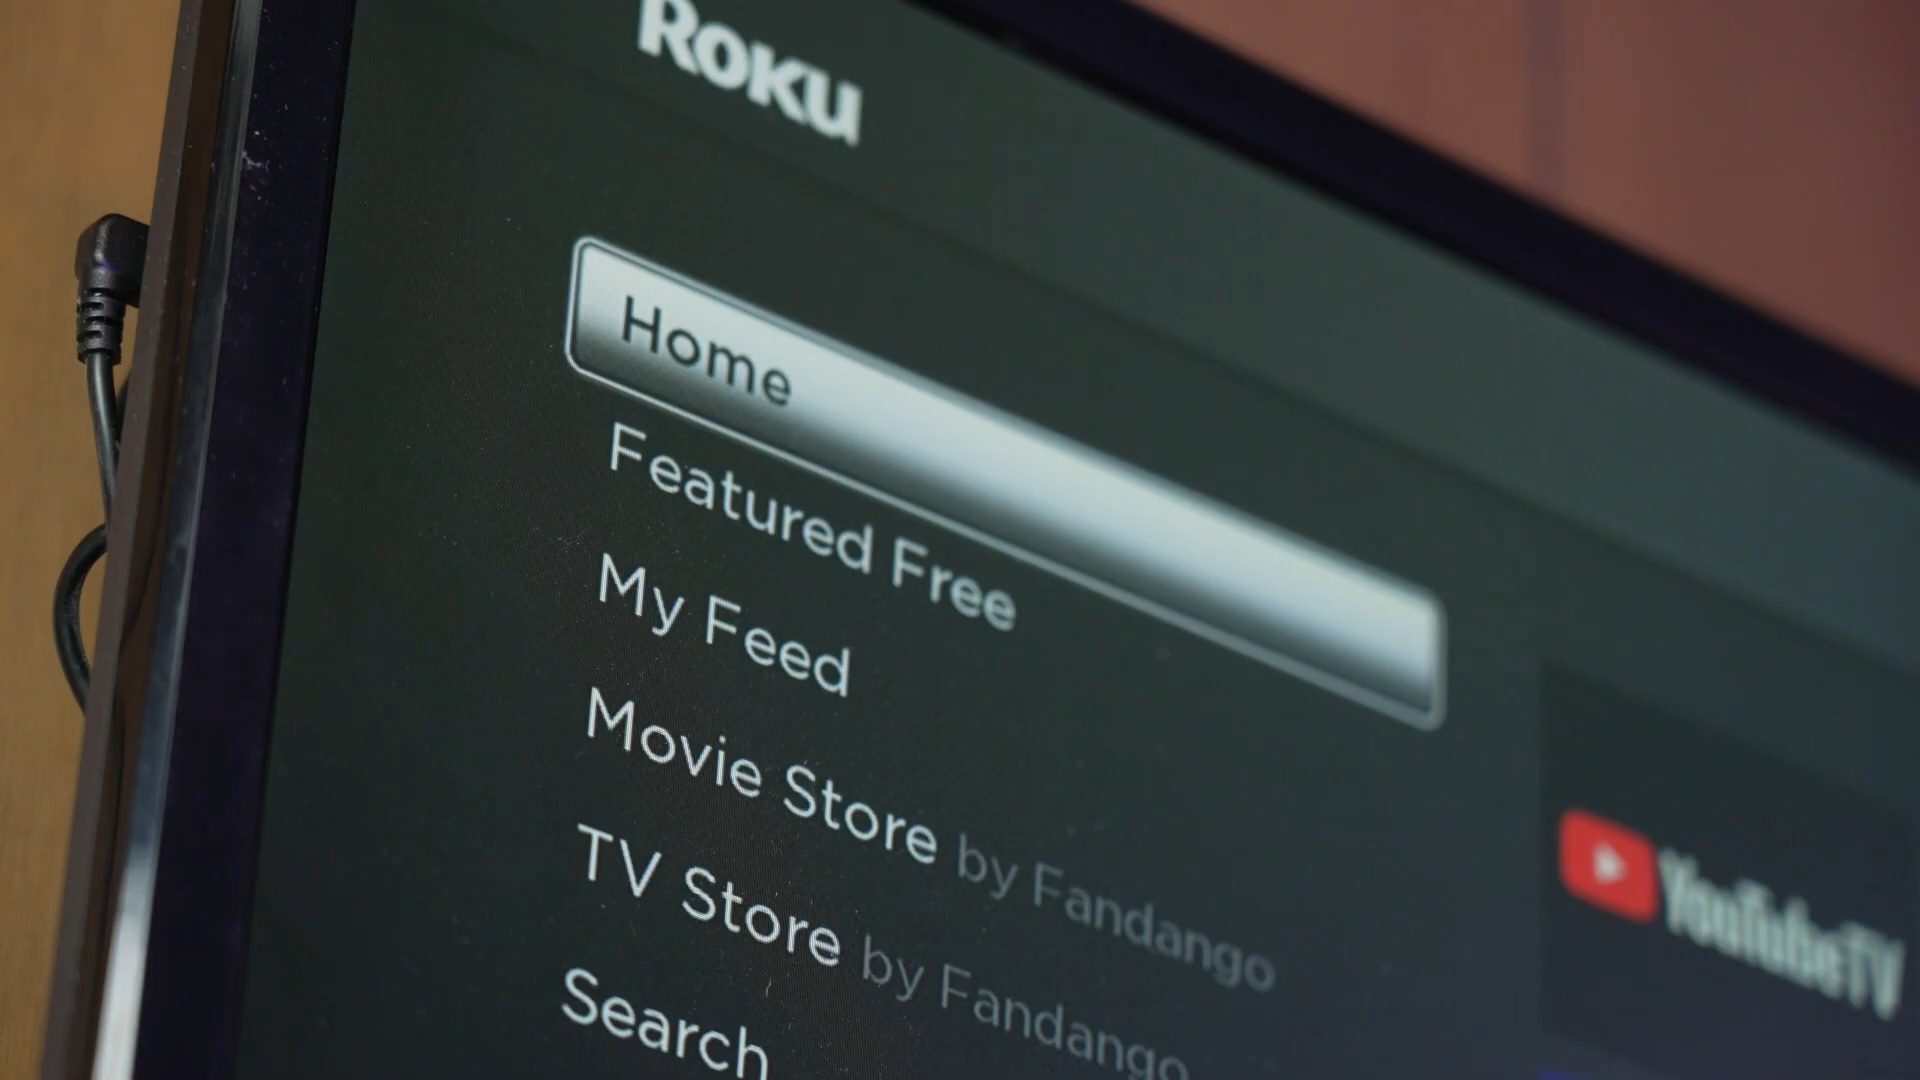 Roku
Home
Featured Free
My Feed
Movie Store by Fandango
TV Store by Fandango
Search
YouTubeTV